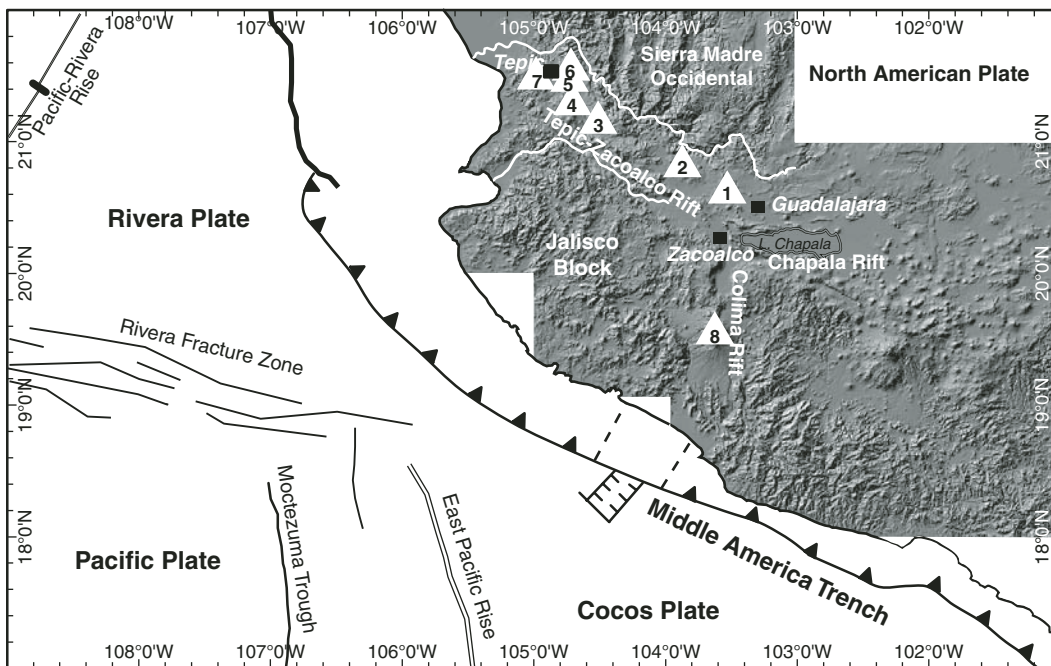 108°0'W
107°0'W
106°0'W
105°0'W
104°0'W
103°0'W
102°0'W
Pacific-Rivera
Rise
Tepic
Sierra Madre
Occidental
North American Plate
7
6
5
4
3
2
1
21°0'N
21°0'N
Tepic-Zacoalco Rift
Guadalajara
Rivera Plate
Jalisco
Block
Zacoalco
L. Chapala
Chapala Rift
20°0'N
20°0'N
Colima Rift
8
Rivera Fracture Zone
19°0'N
19°0'N
Moctezuma Trough
East Pacific Rise
Middle America Trench
18°0'N
18°0'N
Pacific Plate
Cocos Plate
108°0'W
107°0'W
106°0'W
105°0'W
104°0'W
103°0'W
102°0'W